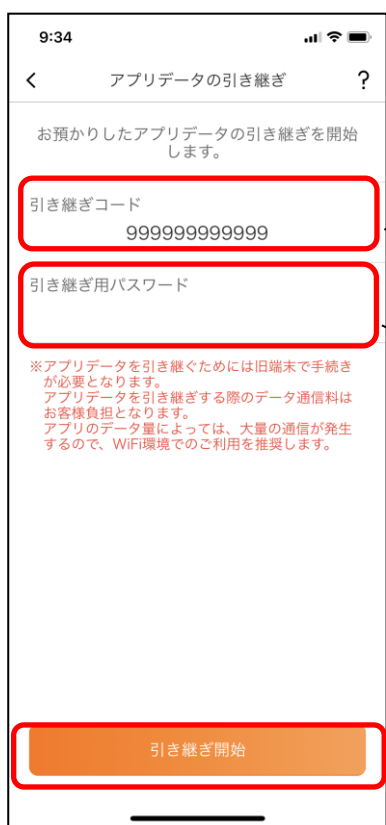 9:34
アプリデータの引き継ぎ ?
お預かりしたアプリデータの引き継ぎを開始
します。
引き継ぎコード
999999999999
引き継ぎ用パスワード
※アプリデータを引き継ぐためには旧端末で手続き
が必要となります。
アプリデータを引き継ぎする際のデータ通信料は
お客様負担となります。
アプリのデータ量によっては、大量の通信が発生
するので、WiFi環境でのご利用を推奨します。
引き継ぎ開始